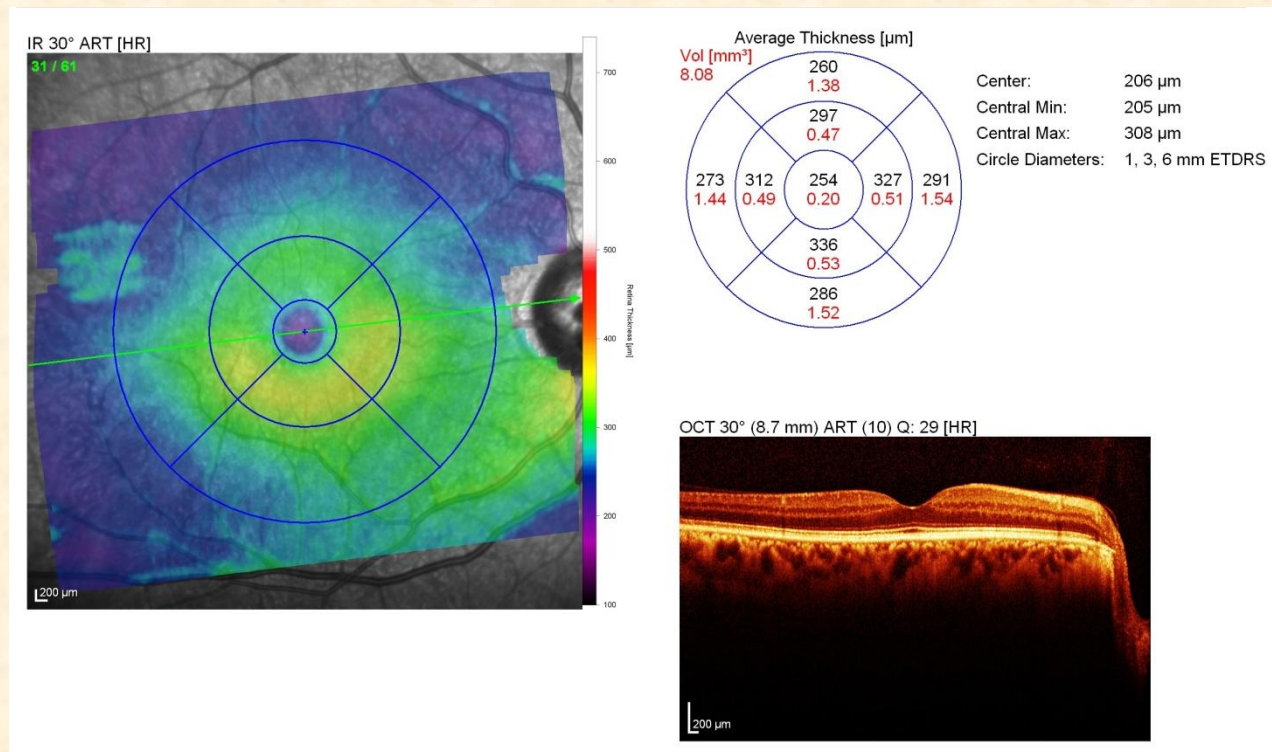 IR 30° ART [HR]
31 / 61
700
600
500
400
300
200
100
Retina Thickness [µm]
200 µm
Average Thickness [µm]
Vol [mm³]
8.08
260
1.38
297
0.47
273 312 254 327 291
1.44 0.49 0.20 0.51 1.54
336
0.53
286
1.52
Center: 206 µm
Central Min: 205 µm
Central Max: 308 µm
Circle Diameters: 1, 3, 6 mm ETDRS
OCT 30° (8.7 mm) ART (10) Q: 29 [HR]
200 µm